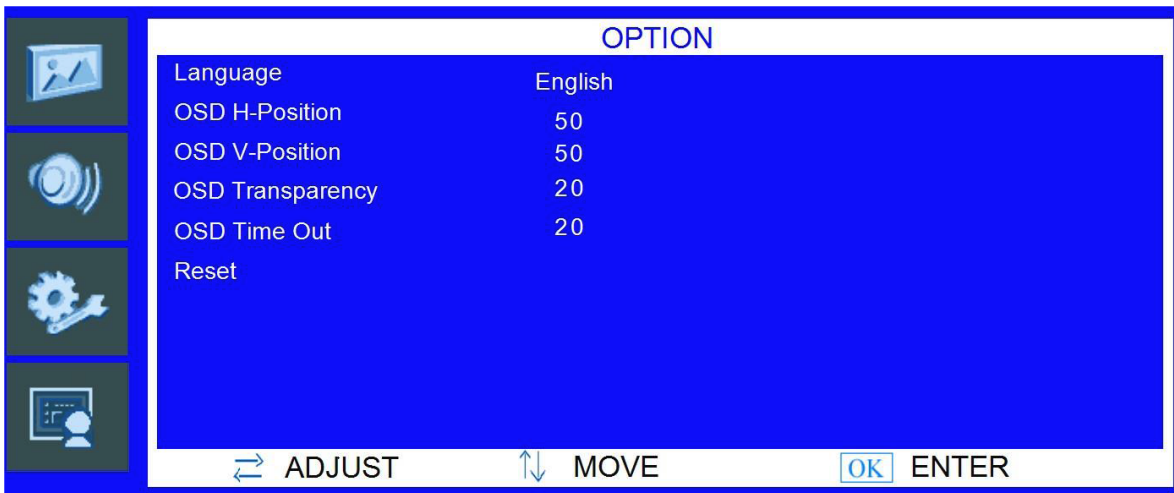 OPTION
Language English
OSD H-Position 50
OSD V-Position 50
OSD Transparency 20
OSD Time Out 20
Reset
ADJUST MOVE OK ENTER